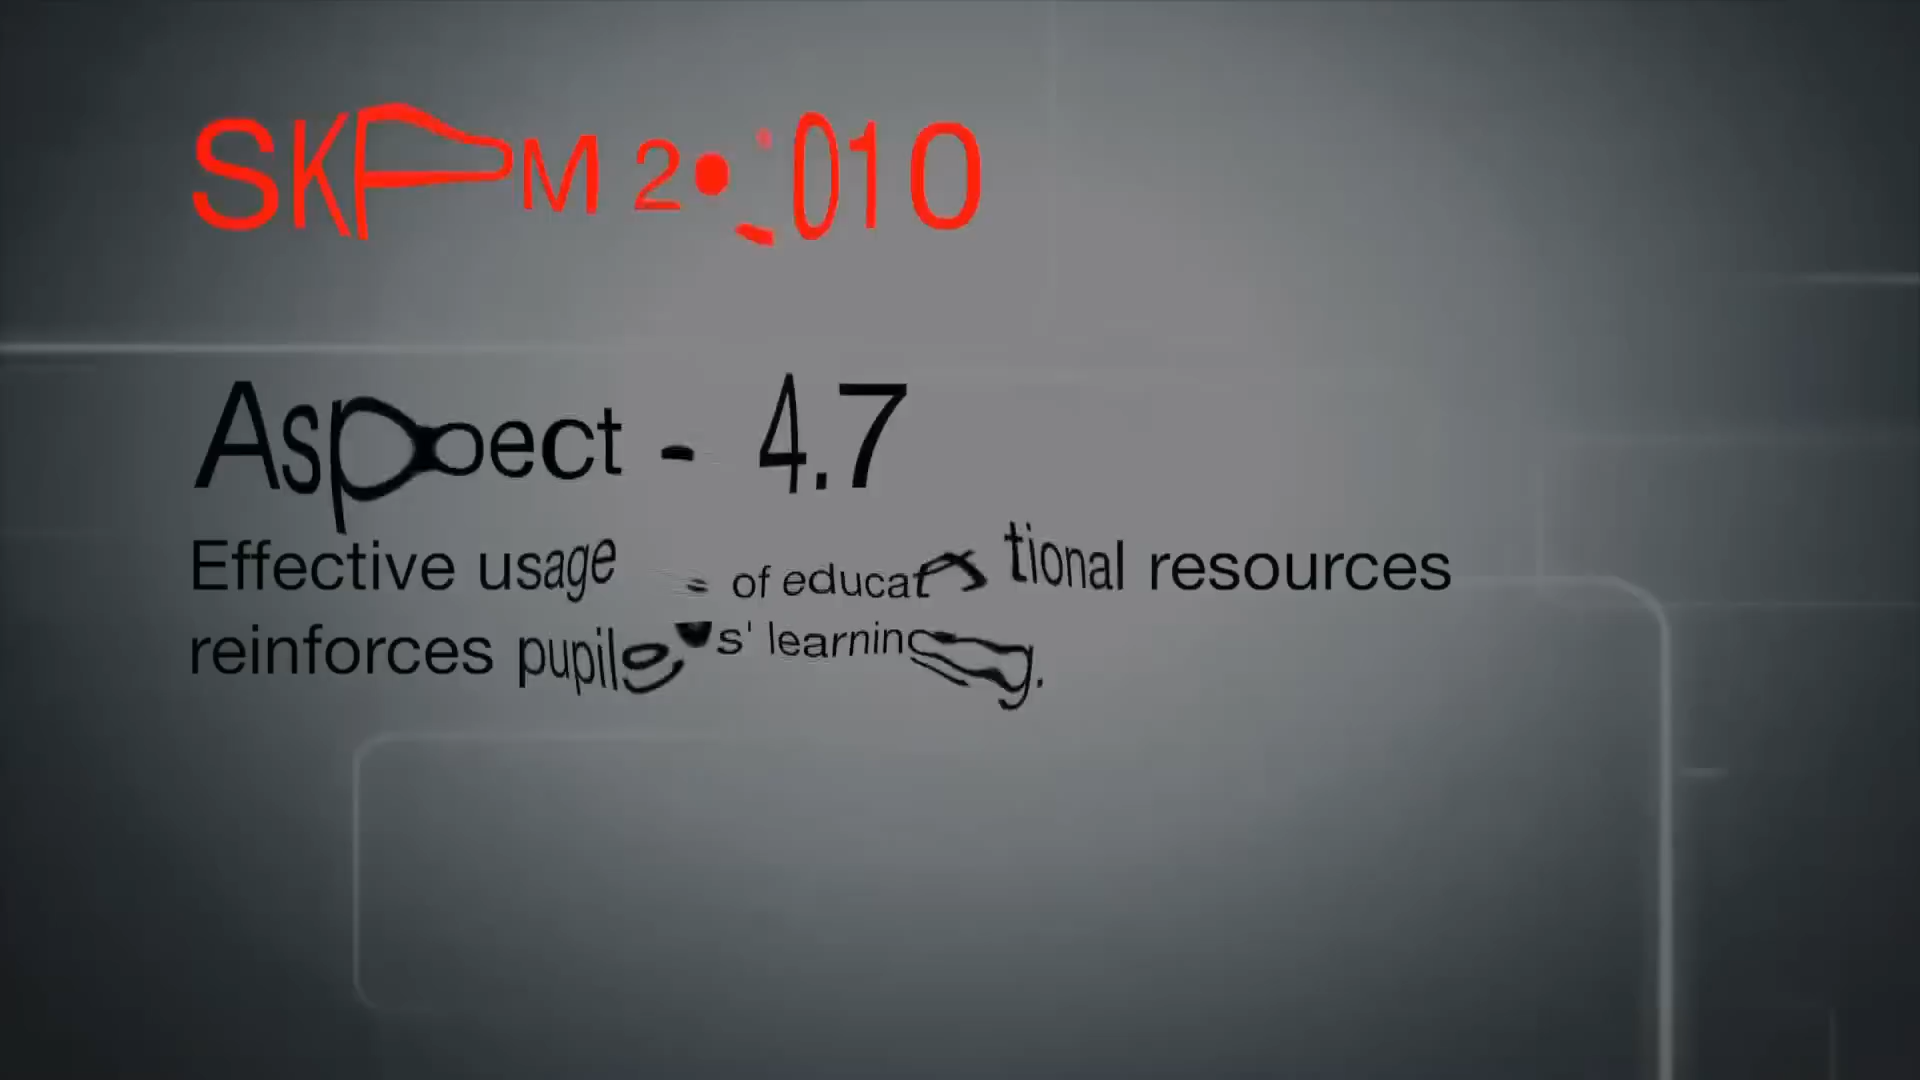 SKPM 2010
Aspect - 4.7
Effective usage of educational resources
reinforces pupils' learning.